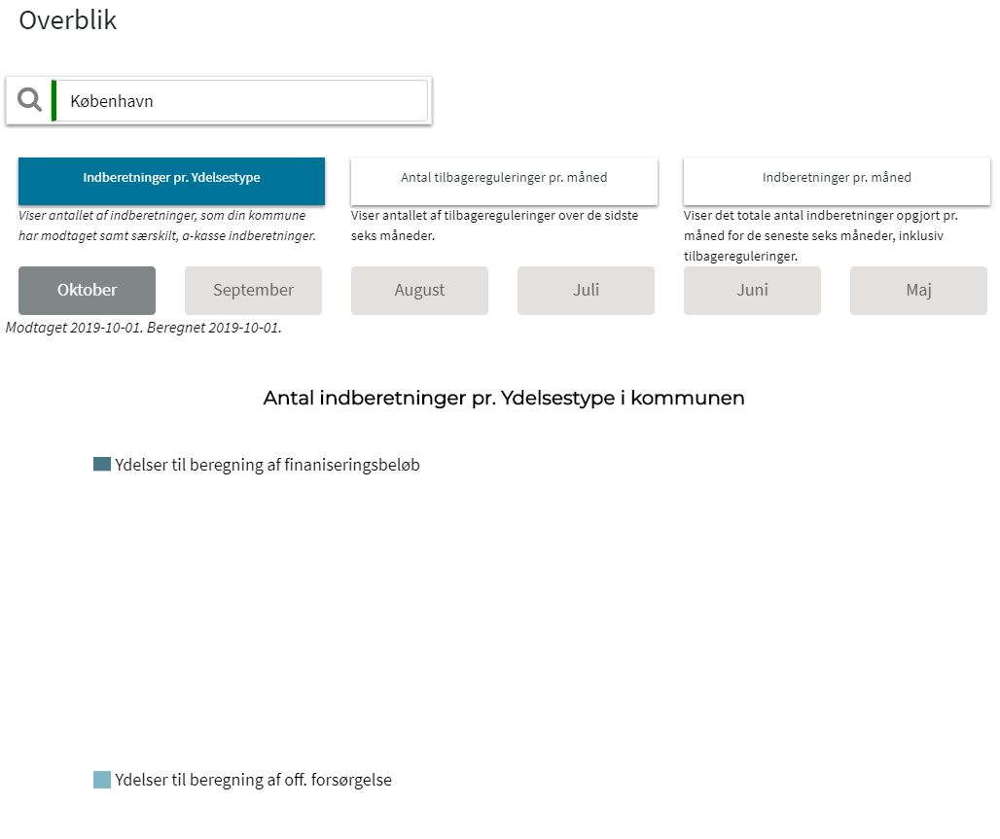 Overblik
København
Indberetninger pr. Ydelsestype
Antal tilbagereguleringer pr. måned
Indberetninger pr. måned
Viser antallet af indberetninger, som din kommune
har modtaget samt særskilt, a-kasse indberetninger.
Viser antallet af tilbagereguleringer over de sidste
seks måneder.
Viser det totale antal indberetninger opgjort pr.
måned for de seneste seks måneder, inklusiv
tilbagereguleringer.
Oktober
September
August
Juli
Juni
Maj
Modtaget 2019-10-01. Beregnet 2019-10-01.
Antal indberetninger pr. Ydelsestype i kommunen
Ydelser til beregning af finaniseringsbeløb
Ydelser til beregning af off. forsørgelse